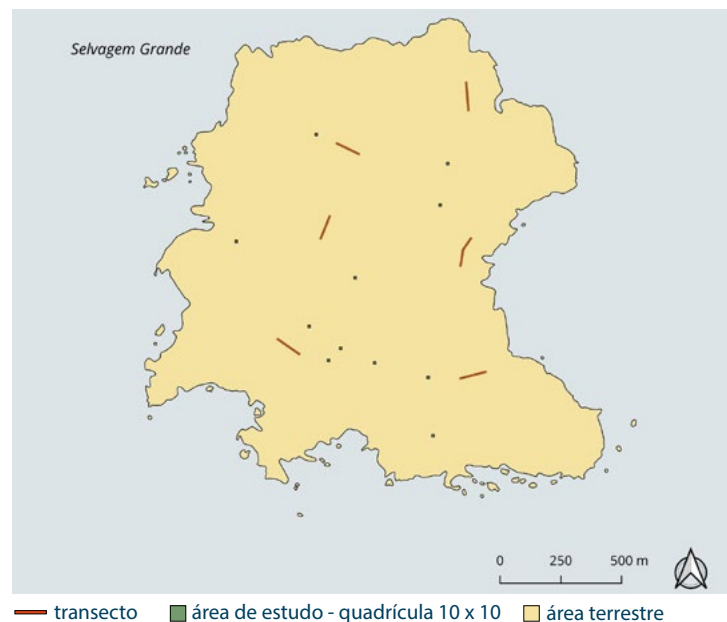 Selvagem Grande
0 250 500 m
transecto área de estudo - quadrícula 10 x 10 área terrestre